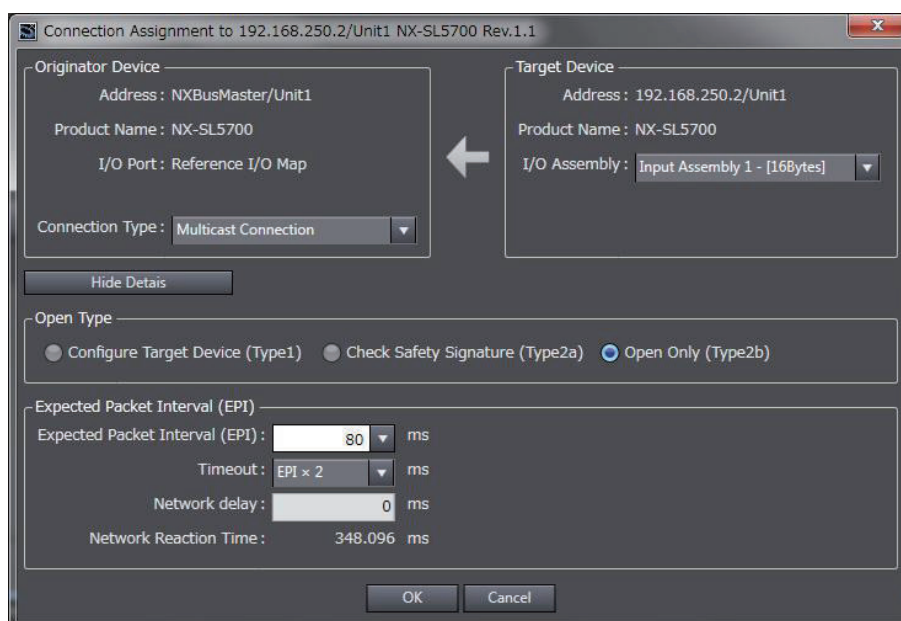 Connection Assignment to 192.168.250.2/Unit1 NX-SL5700 Rev.1.1
Originator Device
Address : NXBusMaster/Unit1
Product Name : NX-SL5700
I/O Port : Reference I/O Map
Connection Type : Multicast Connection
Target Device
Address : 192.168.250.2/Unit1
Product Name : NX-SL5700
I/O Assembly : Input Assembly 1 - [16Bytes]
Hide Detais
Open Type
Configure Target Device (Type1) Check Safety Signature (Type2a) Open Only (Type2b)
Expected Packet Interval (EPI)
Expected Packet Interval (EPI) : 80 ms
Timeout : EPI × 2 ms
Network delay : 0 ms
Network Reaction Time : 348.096 ms
OK Cancel